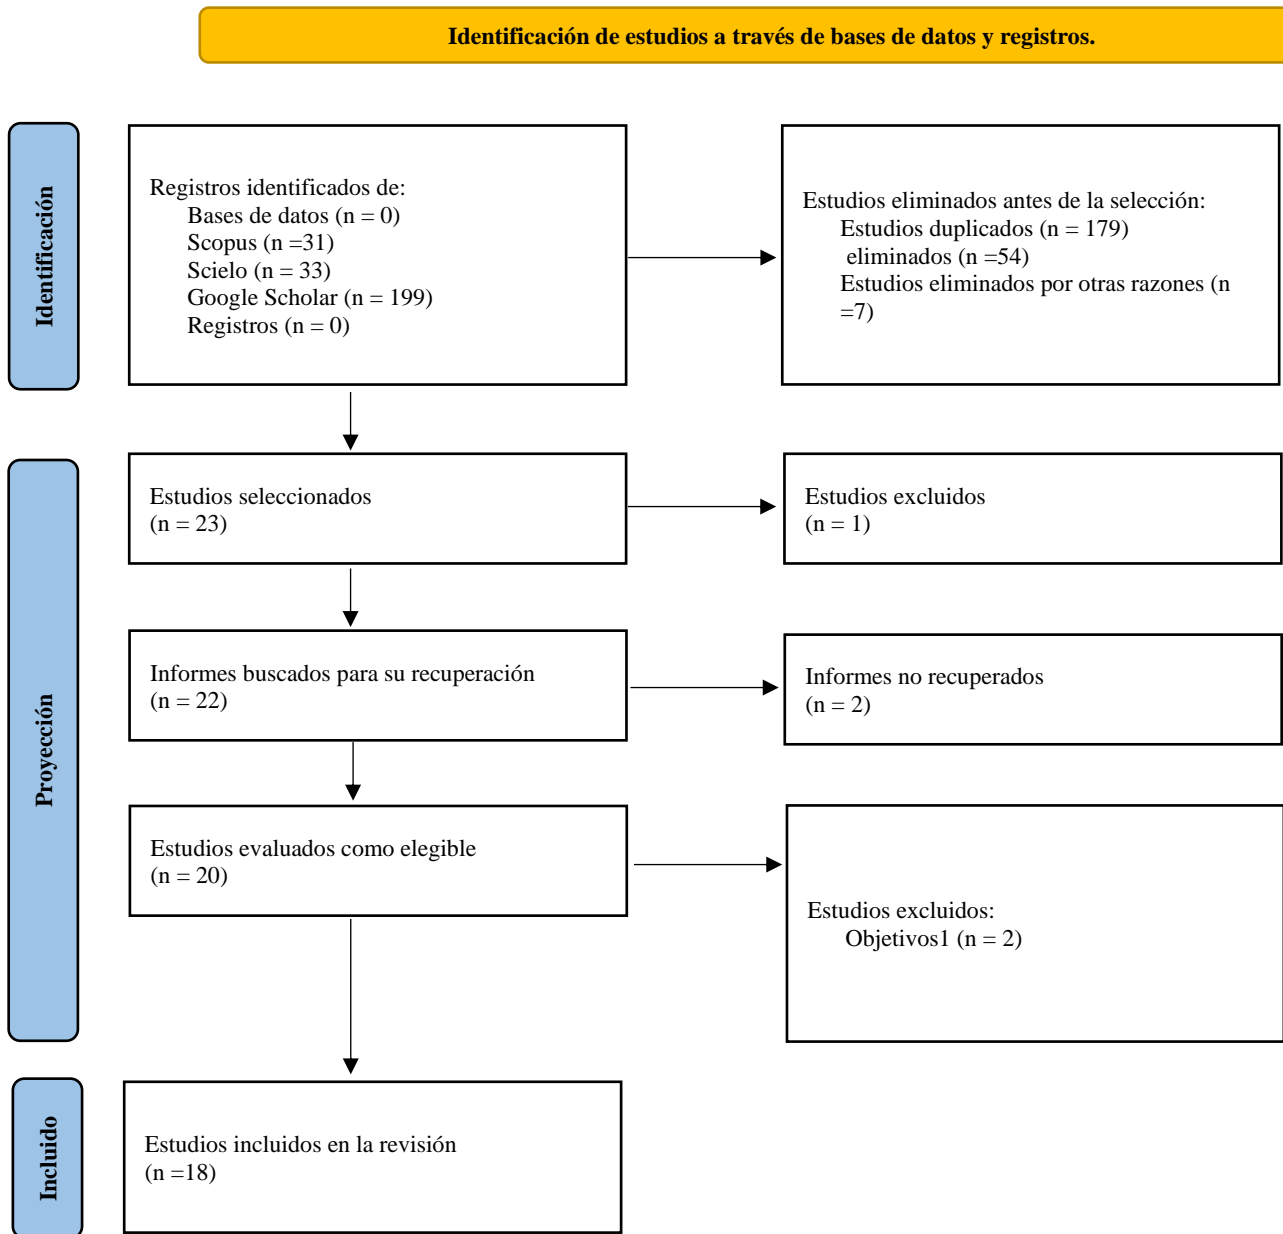 Identificación de estudios a través de bases de datos y registros.
Identificación
Registros identificados de:
Bases de datos (n = 0)
Scopus (n =31)
Scielo (n = 33)
Google Scholar (n = 199)
Registros (n = 0)
Estudios eliminados antes de la selección:
Estudios duplicados (n = 179)
eliminados (n =54)
Estudios eliminados por otras razones (n
=7)
Proyección
Estudios seleccionados
(n = 23)
Estudios excluidos
(n = 1)
Informes buscados para su recuperación
(n = 22)
Informes no recuperados
(n = 2)
Estudios evaluados como elegible
(n = 20)
Estudios excluidos:
Objetivos1 (n = 2)
Incluido
Estudios incluidos en la revisión
(n =18)